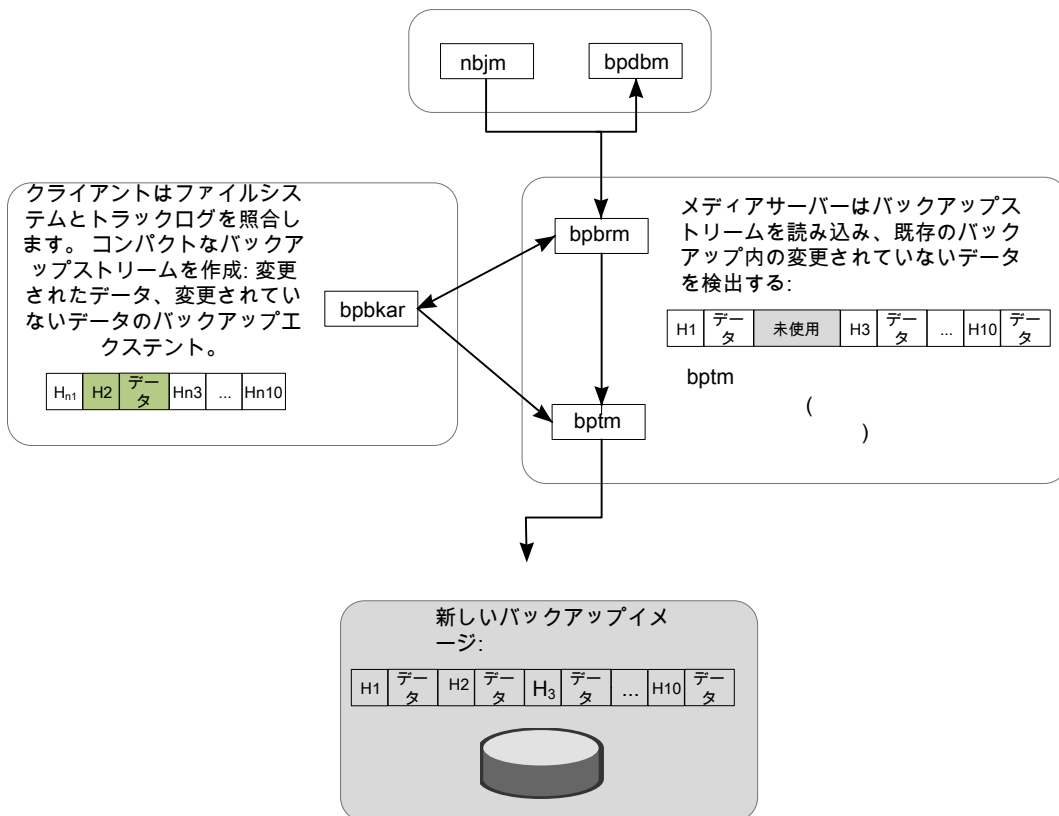 nbjm
bpdbm
クライアントはファイルシス
テムとトラックログを照合し
ます。 コンパクトなバックア
ップストリームを作成: 変更
されたデータ、変更されてい
ないデータのバックアップエ
クステント。
Hn1 H2 データ Hn3 ... Hn10
bpbkar
bpbrm
bptm
メディアサーバーはバックアップス
トリームを読み込み、既存のバック
アップ内の変更されていないデータ
を検出する:
H1 データ 未使用 H3 データ ... H10 データ
bptm
(
)
新しいバックアップイメ
ージ:
H1 データ H2 データ H3 データ ... H10 データ